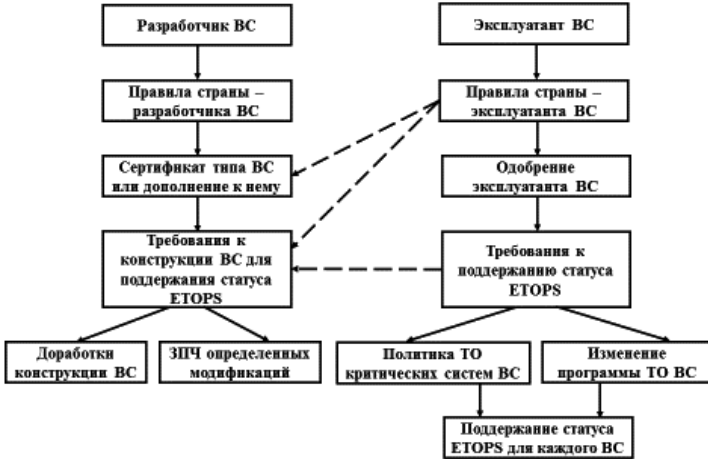 Разработчик ВС
Эксплуатант ВС
Правила страны –
разработчика ВС
Правила страны –
эксплуатанта ВС
Сертификат типа ВС
или дополнение к нему
Одобрение
эксплуатанта ВС
Требования к
конструкции ВС для
поддержания статуса
ETOPS
Требования к
поддержанию статуса
ETOPS
Доработки
конструкции ВС
ЗПЧ определенных
модификаций
Политика ТО
критических систем ВС
Изменение
программы ТО ВС
Поддержание статуса
ETOPS для каждого ВС